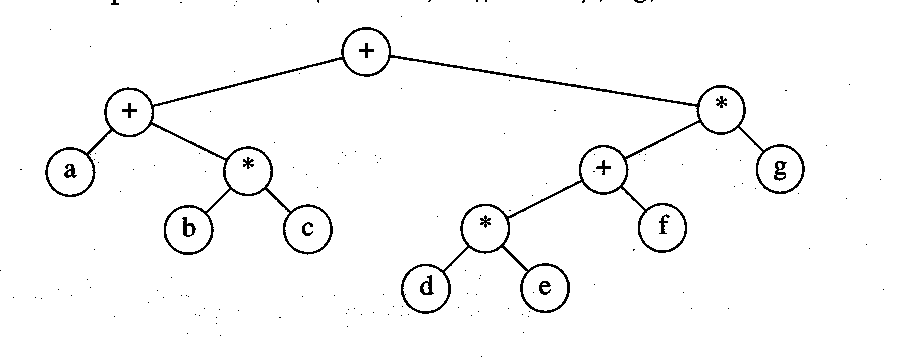 +
+ *
a * + g
b c * f
d e